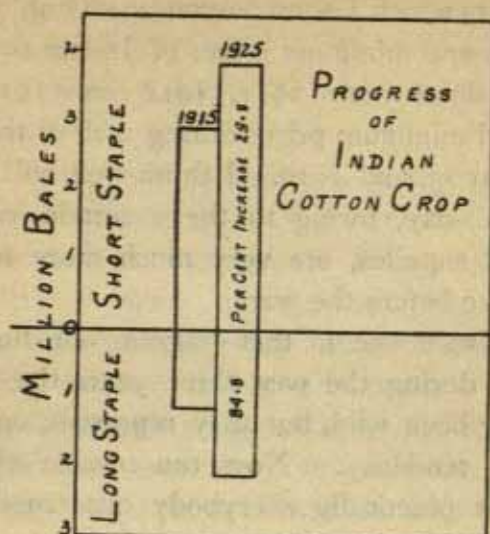 PROGRESS
OF
INDIAN
COTTON CROP
MILLION BALES
SHORT STAPLE
LONG STAPLE
4
3
2
1
0
1
2
3
1915
1925
PER CENT INCREASE 29.8
84.8